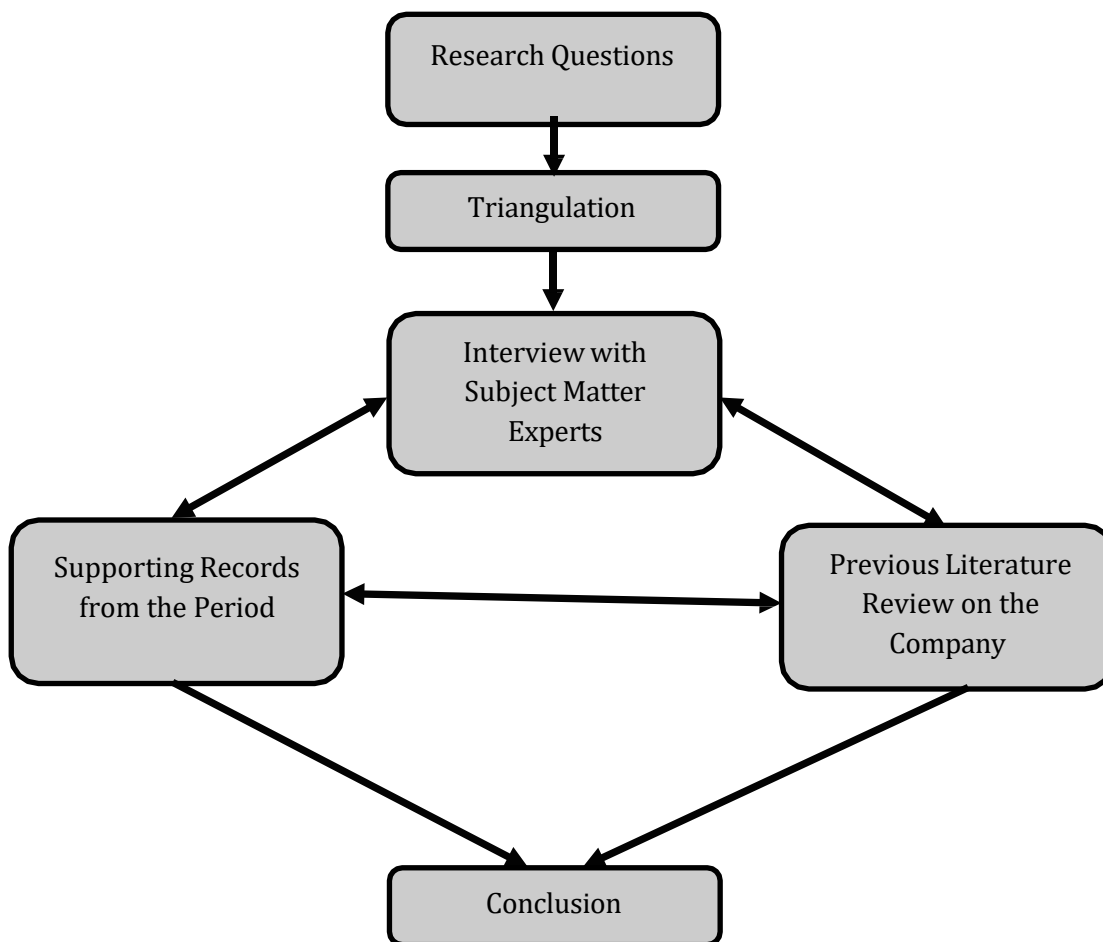 Research Questions
Triangulation
Interview with
Subject Matter
Experts
Supporting Records
from the Period
Previous Literature
Review on the
Company
Conclusion